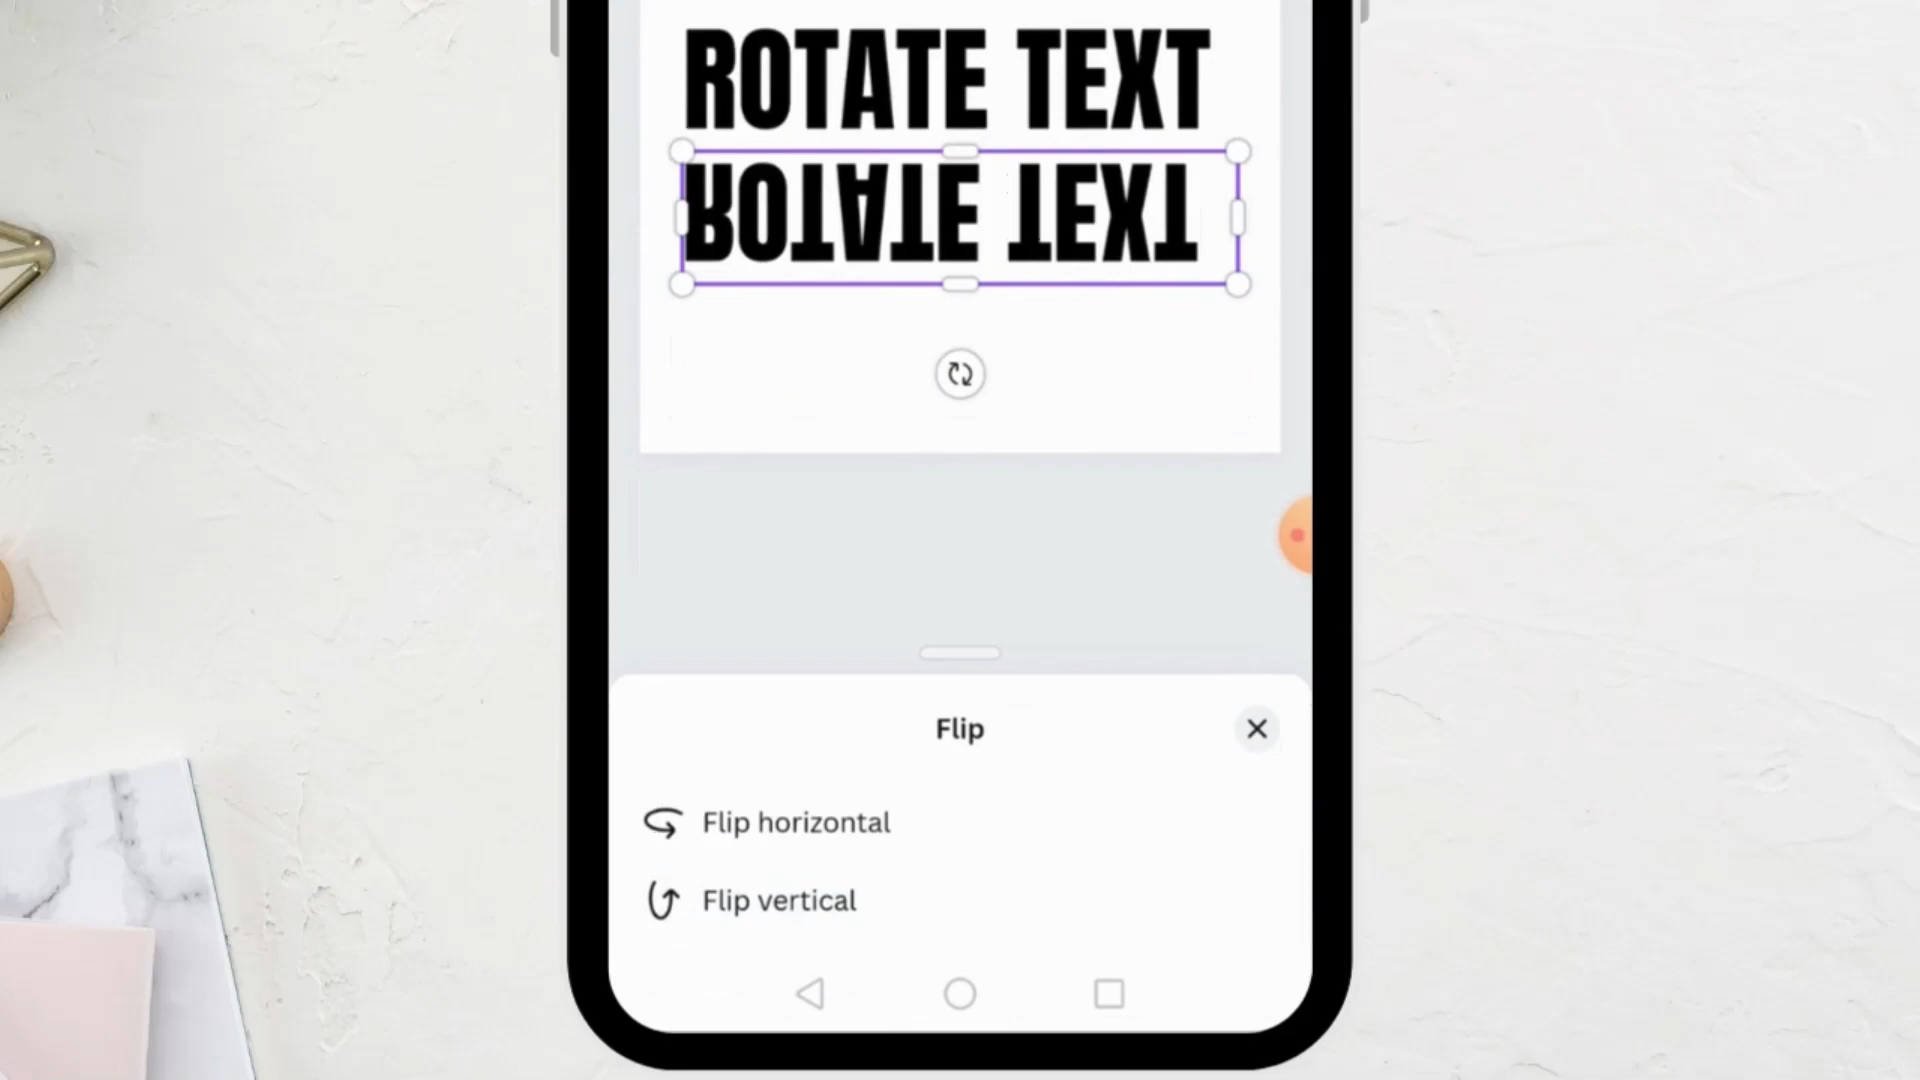 ROTATE TEXT
ROTATE TEXT
Flip
Flip horizontal
Flip vertical